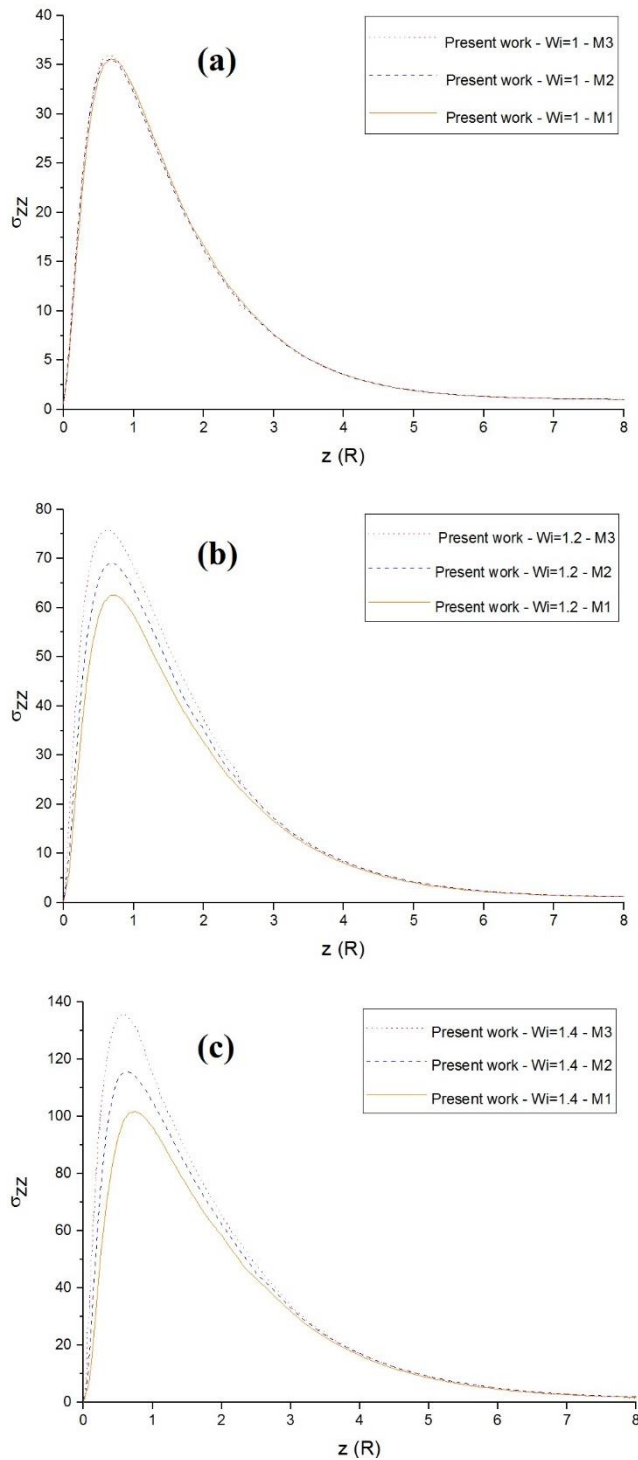 (a)
Present work - Wi=1 - M3
Present work - Wi=1 - M2
Present work - Wi=1 - M1
40
35
30
25
20
15
10
5
0
σZZ
0 1 2 3 4 5 6 7 8
z (R)
(b)
Present work - Wi=1.2 - M3
Present work - Wi=1.2 - M2
Present work - Wi=1.2 - M1
80
70
60
50
40
30
20
10
0
σZZ
0 1 2 3 4 5 6 7 8
z (R)
(c)
Present work - Wi=1.4 - M3
Present work - Wi=1.4 - M2
Present work - Wi=1.4 - M1
140
120
100
80
60
40
20
0
σZZ
0 1 2 3 4 5 6 7 8
z (R)